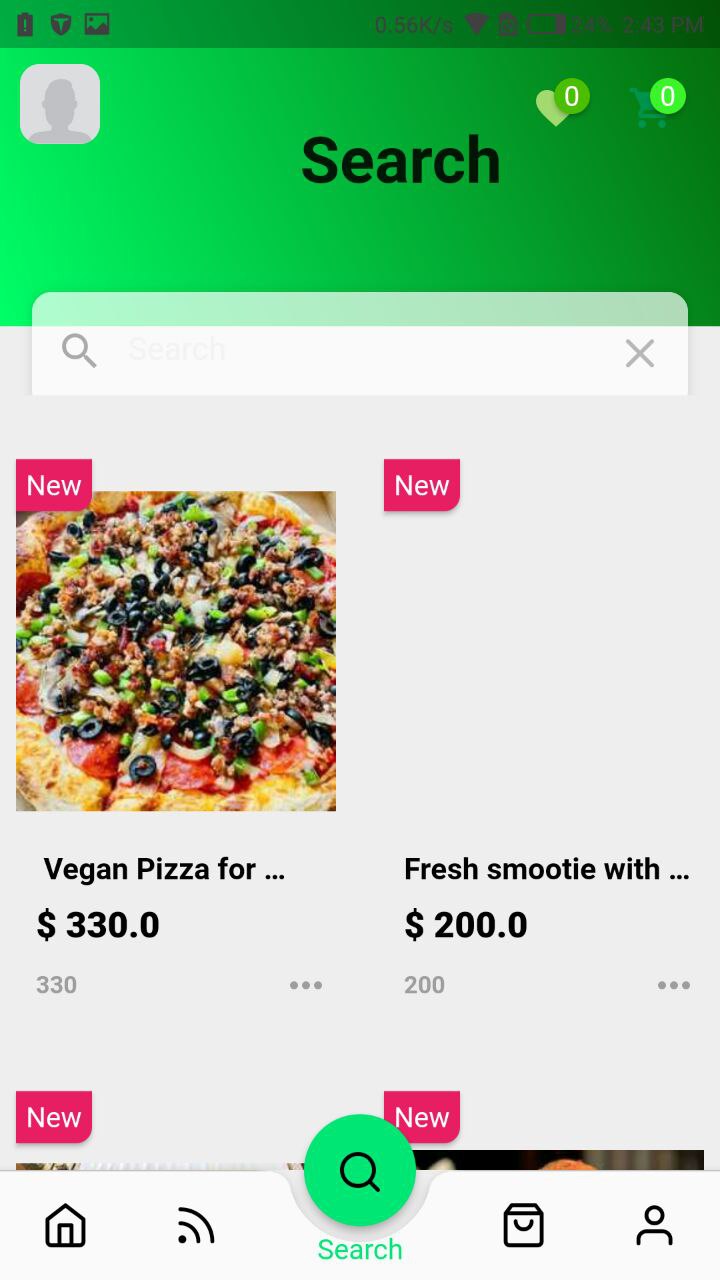 0.56K/s 34% 2:43 PM
0 0
Search
Search
New New
Vegan Pizza for ... Fresh smootie with ...
$ 330.0 $ 200.0
330 200
New New
Search